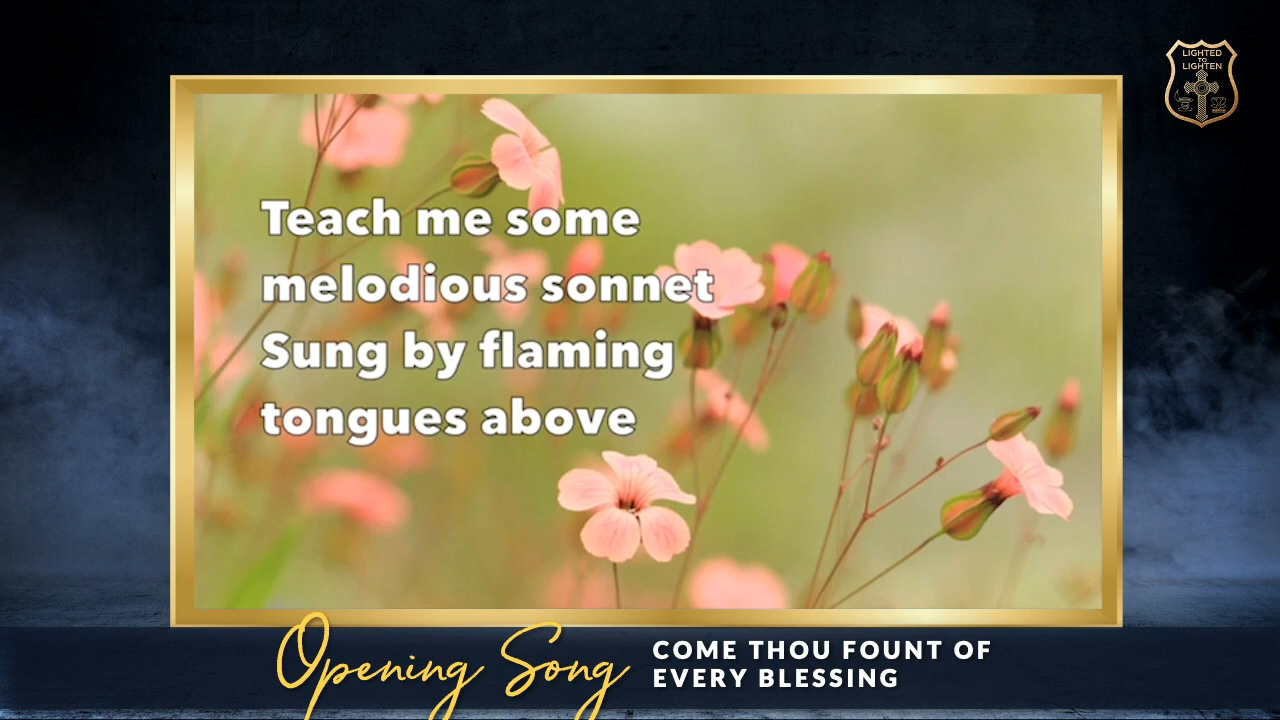 LIGHTED
TO
LIGHTEN
Teach me some
melodious sonnet
Sung by flaming
tongues above
Opening Song
COME THOU FOUNT OF
EVERY BLESSING